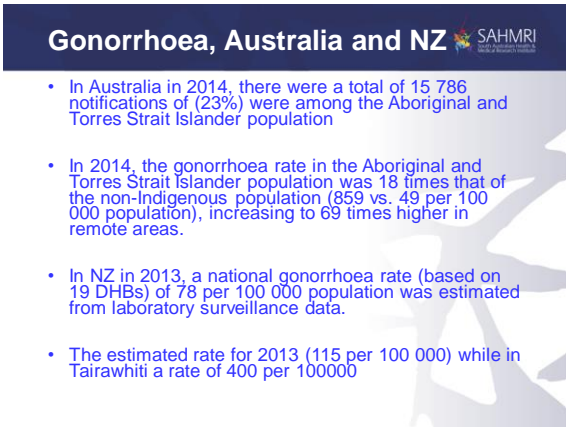 Gonorrhoea, Australia and NZ
SAHMRI
South Australian Health &
Medical Research Institute
• In Australia in 2014, there were a total of 15 786
notifications of (23%) were among the Aboriginal and
Torres Strait Islander population
• In 2014, the gonorrhoea rate in the Aboriginal and
Torres Strait Islander population was 18 times that of
the non-Indigenous population (859 vs. 49 per 100
000 population), increasing to 69 times higher in
remote areas.
• In NZ in 2013, a national gonorrhoea rate (based on
19 DHBs) of 78 per 100 000 population was estimated
from laboratory surveillance data.
• The estimated rate for 2013 (115 per 100 000) while in
Tairawhiti a rate of 400 per 100000